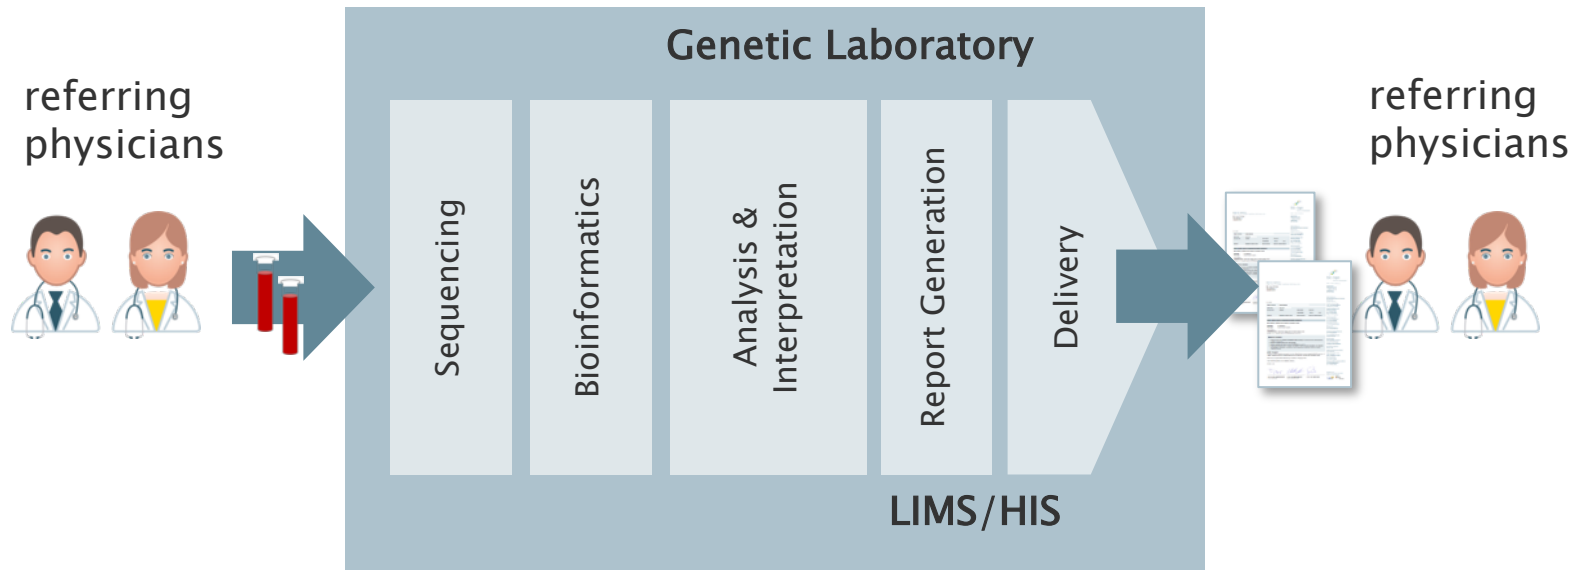 Genetic Laboratory
referring
physicians
Sequencing
Bioinformatics
Analysis &
Interpretation
Report Generation
Delivery
LIMS/HIS
referring
physicians